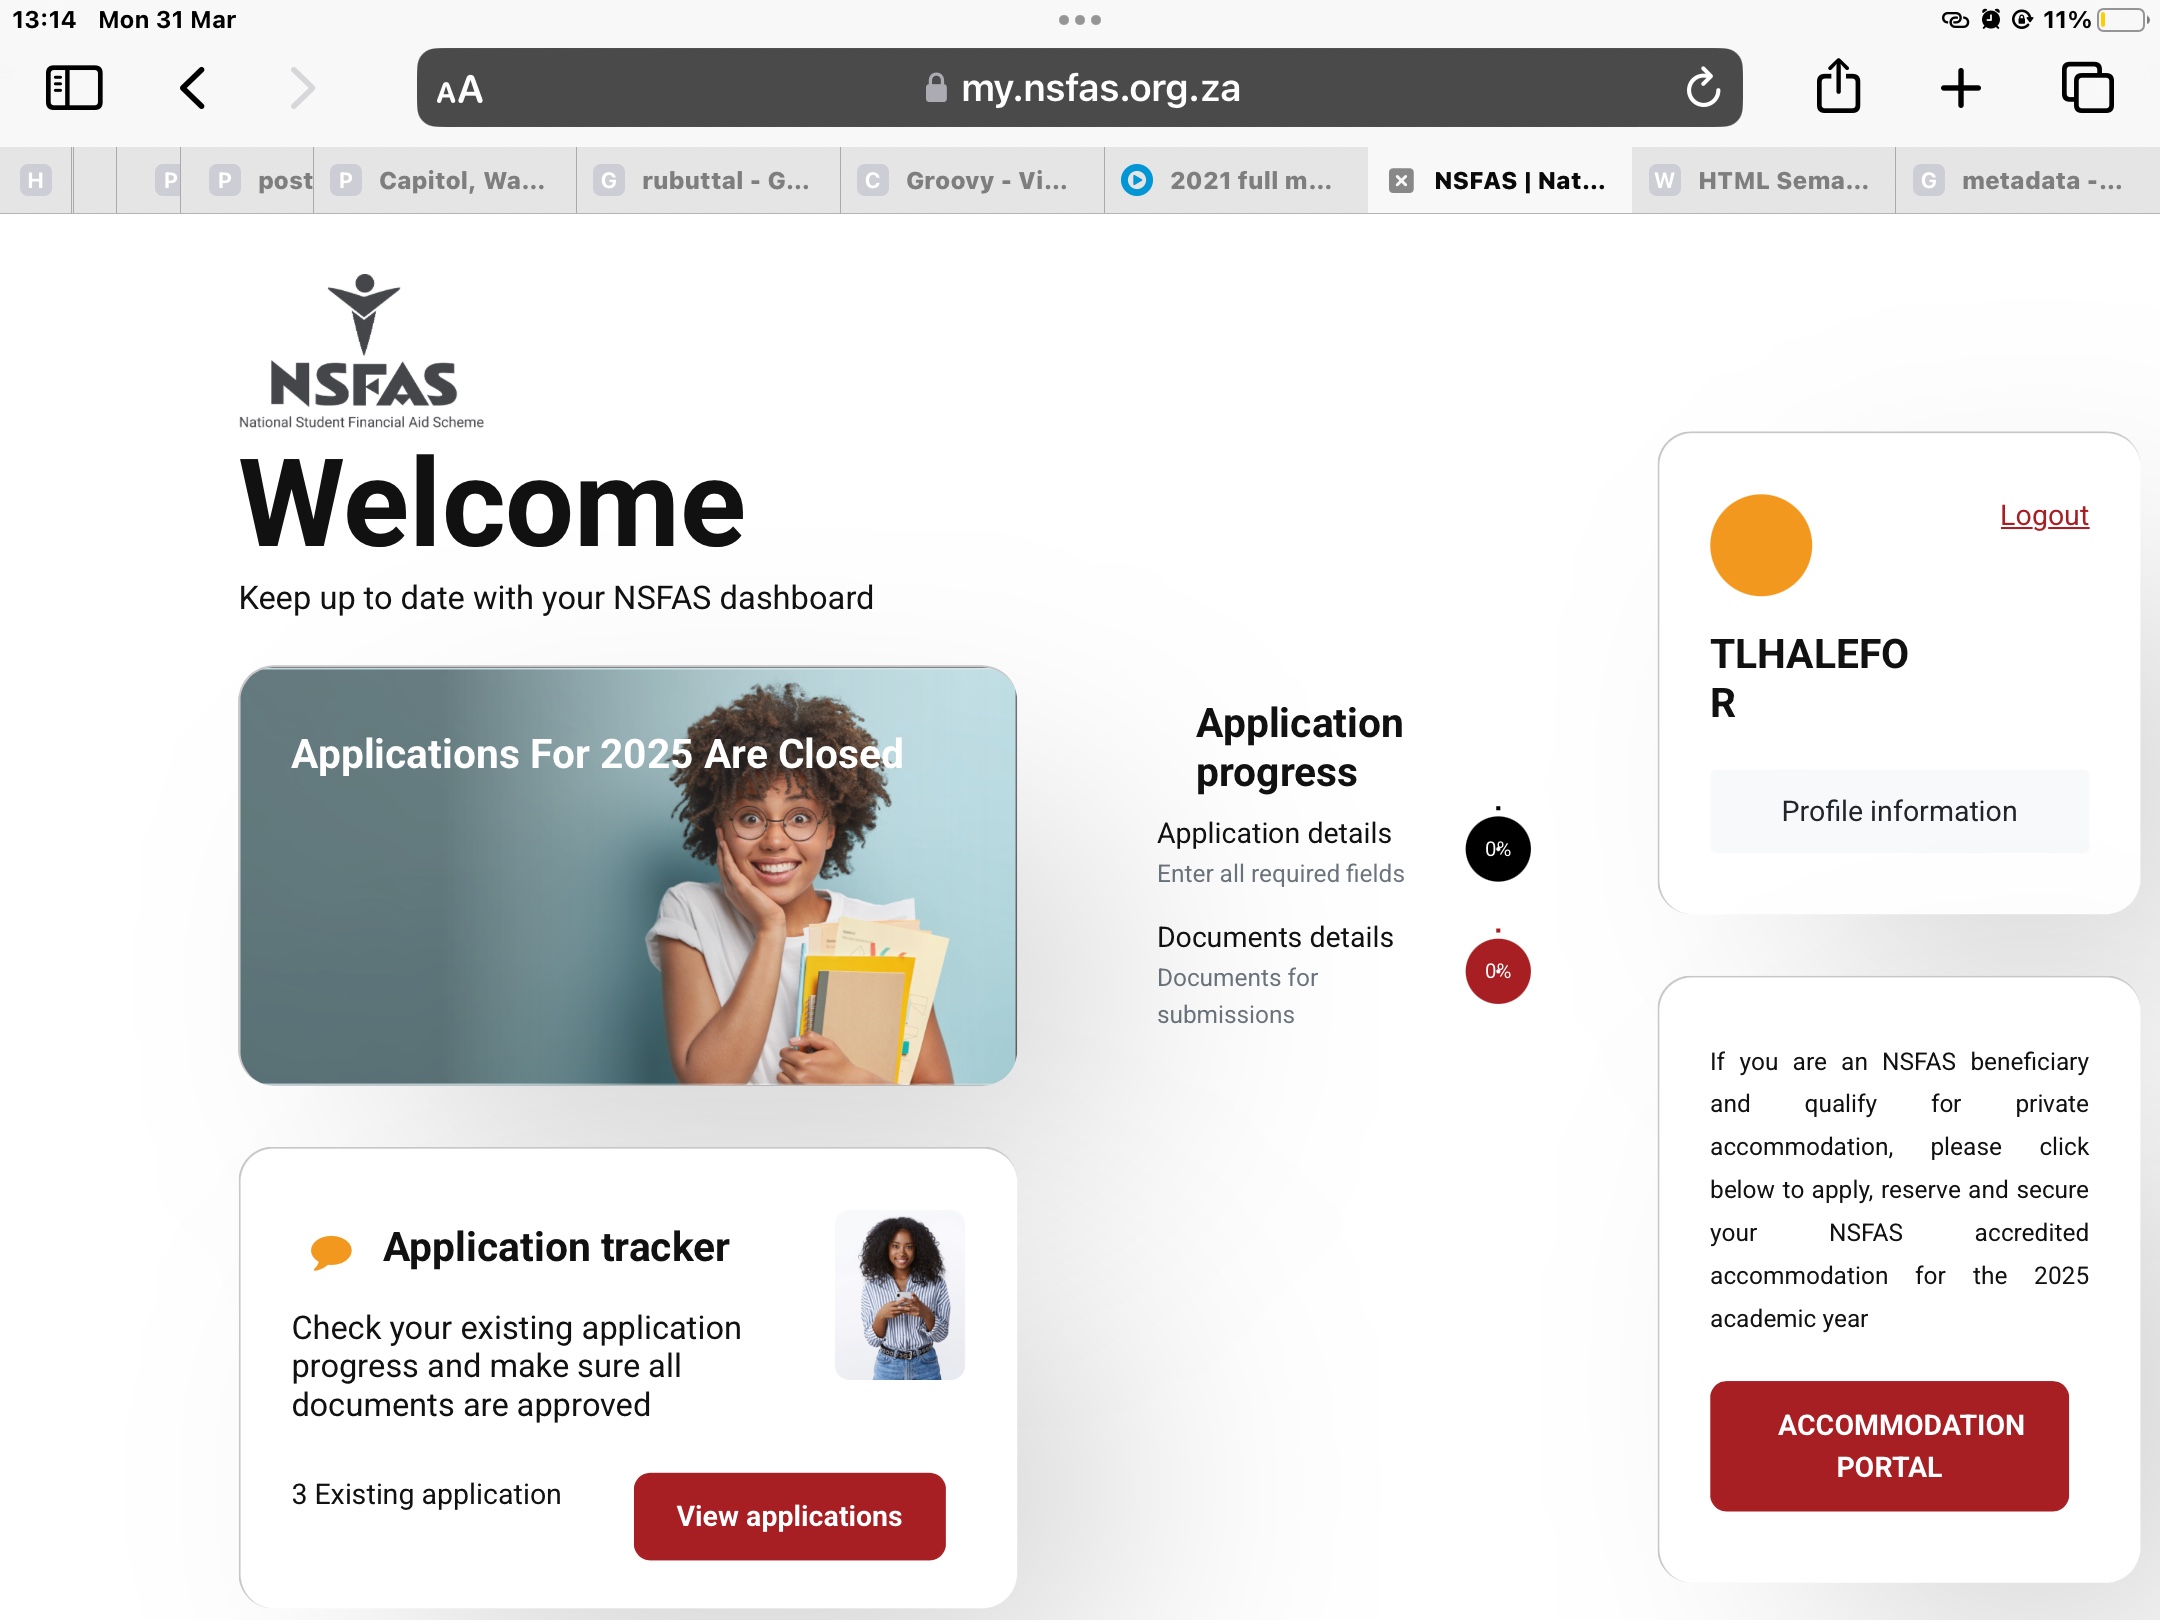 13:14 Mon 31 Mar
11%
AA
my.nsfas.org.za
H
P
P post
P Capitol, Wa...
G rubuttal - G...
C Groovy - Vi...
2021 full m...
NSFAS | Nat...
W HTML Sema...
G metadata -...
NSFAS
National Student Financial Aid Scheme
Welcome
Keep up to date with your NSFAS dashboard
Applications For 2025 Are Closed
Application tracker
Check your existing application
progress and make sure all
documents are approved
3 Existing application
View applications
Application
progress
Application details
Enter all required fields
0%
Documents details
Documents for
submissions
0%
Logout
TLHALEFO
R
Profile information
If you are an NSFAS beneficiary
and qualify for private
accommodation, please click
below to apply, reserve and secure
your NSFAS accredited
accommodation for the 2025
academic year
ACCOMMODATION
PORTAL